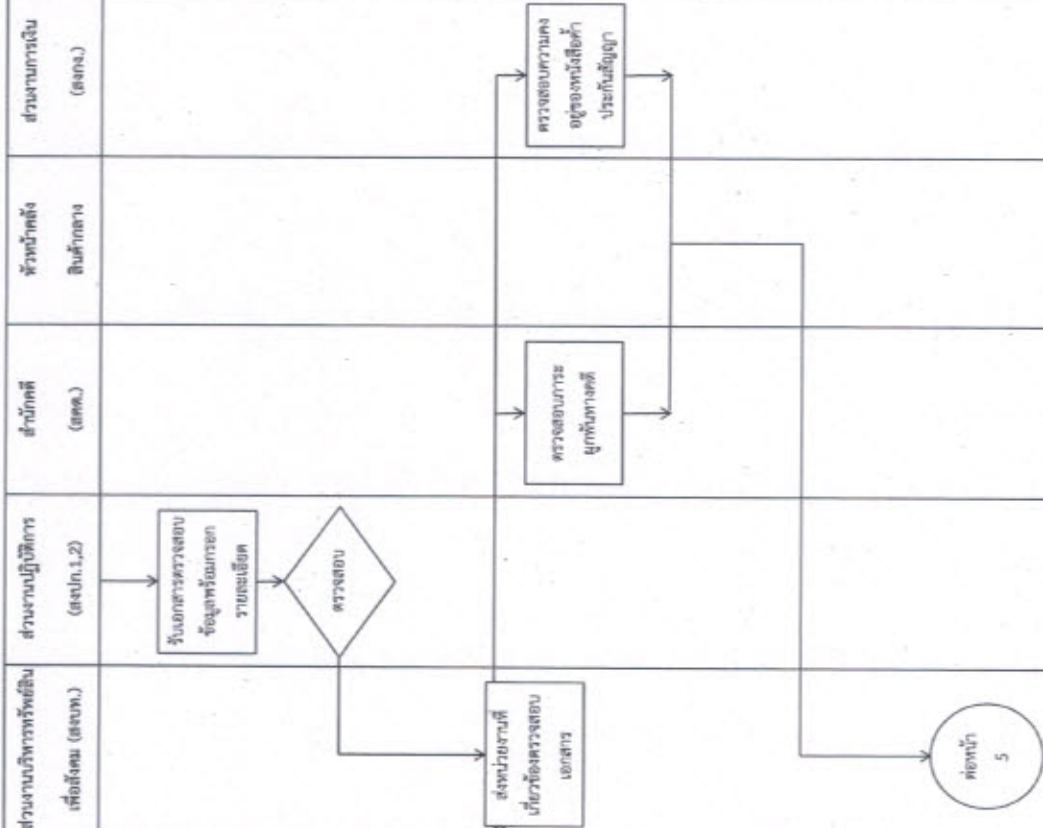 ส่วนงานบริหารทรัพย์สิน
เพื่อสังคม (สงบท.)
ส่วนงานปฏิบัติการ
(สงปก.1,2)
สำนักคดี
(สคด.)
หัวหน้าคลัง
สินค้ากลาง
ส่วนงานการเงิน
(สงกง.)
รับเอกสารตรวจสอบ
ข้อมูลพร้อมกรอก
รายละเอียด
ตรวจสอบ
ส่งหน่วยงานที่
เกี่ยวข้องตรวจสอบ
เอกสาร
ตรวจสอบภาระ
ผูกพันทางคดี
ตรวจสอบความคง
อยู่ของหนังสือค้ำ
ประกันสัญญา
ต่อหน้า
5